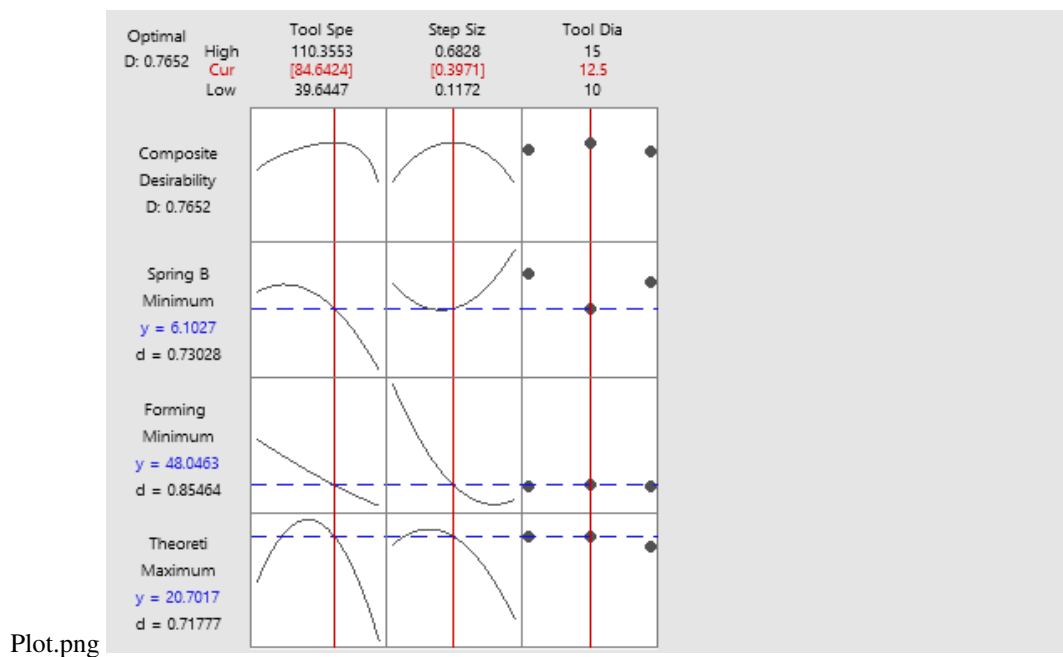 Optimal
D: 0.7652
High
Cur
Low
Tool Spe
110.3553
[84.6424]
39.6447
Step Siz
0.6828
[0.3971]
0.1172
Tool Dia
15
12.5
10
Composite
Desirability
D: 0.7652
Spring B
Minimum
y = 6.1027
d = 0.73028
Forming
Minimum
y = 48.0463
d = 0.85464
Theoreti
Maximum
y = 20.7017
d = 0.71777
Plot.png